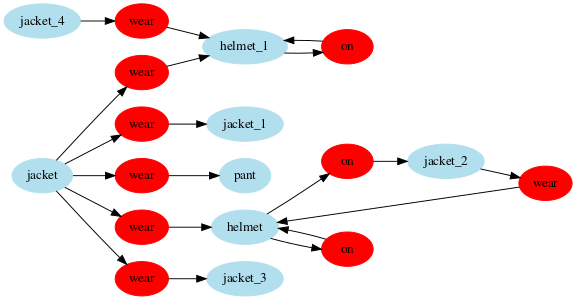 jacket_4
wear
helmet_1
on
wear
wear
jacket_1
jacket
wear
pant
on
jacket_2
wear
wear
helmet
on
wear
jacket_3